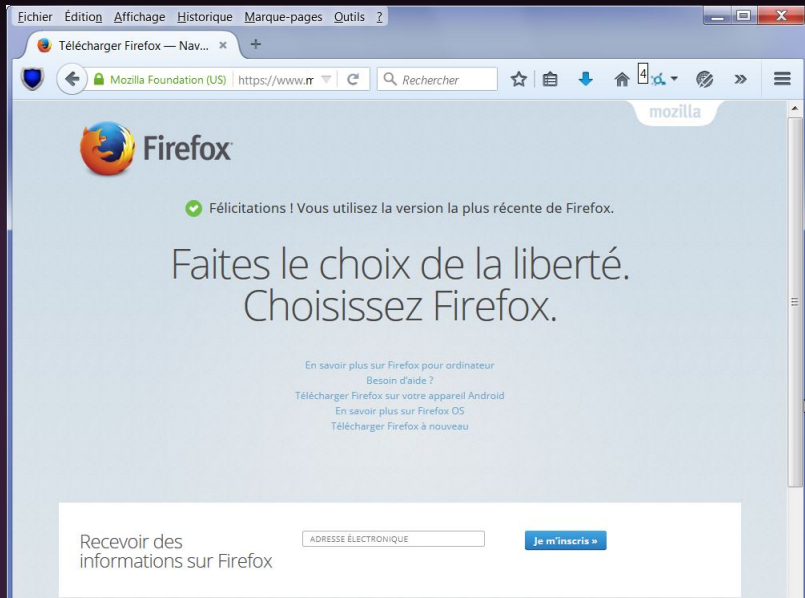 Fichier Édition Affichage Historique Marque-pages Outils ?
Télécharger Firefox — Nav... × +
Mozilla Foundation (US) https://www.m Rechercher 4 »
mozilla
Firefox
Félicitations ! Vous utilisez la version la plus récente de Firefox.
Faites le choix de la liberté.
Choisissez Firefox.
En savoir plus sur Firefox pour ordinateur
Besoin d'aide ?
Télécharger Firefox sur votre appareil Android
En savoir plus sur Firefox OS
Télécharger Firefox à nouveau
Recevoir des
informations sur Firefox
ADRESSE ÉLECTRONIQUE
Je m'inscris »